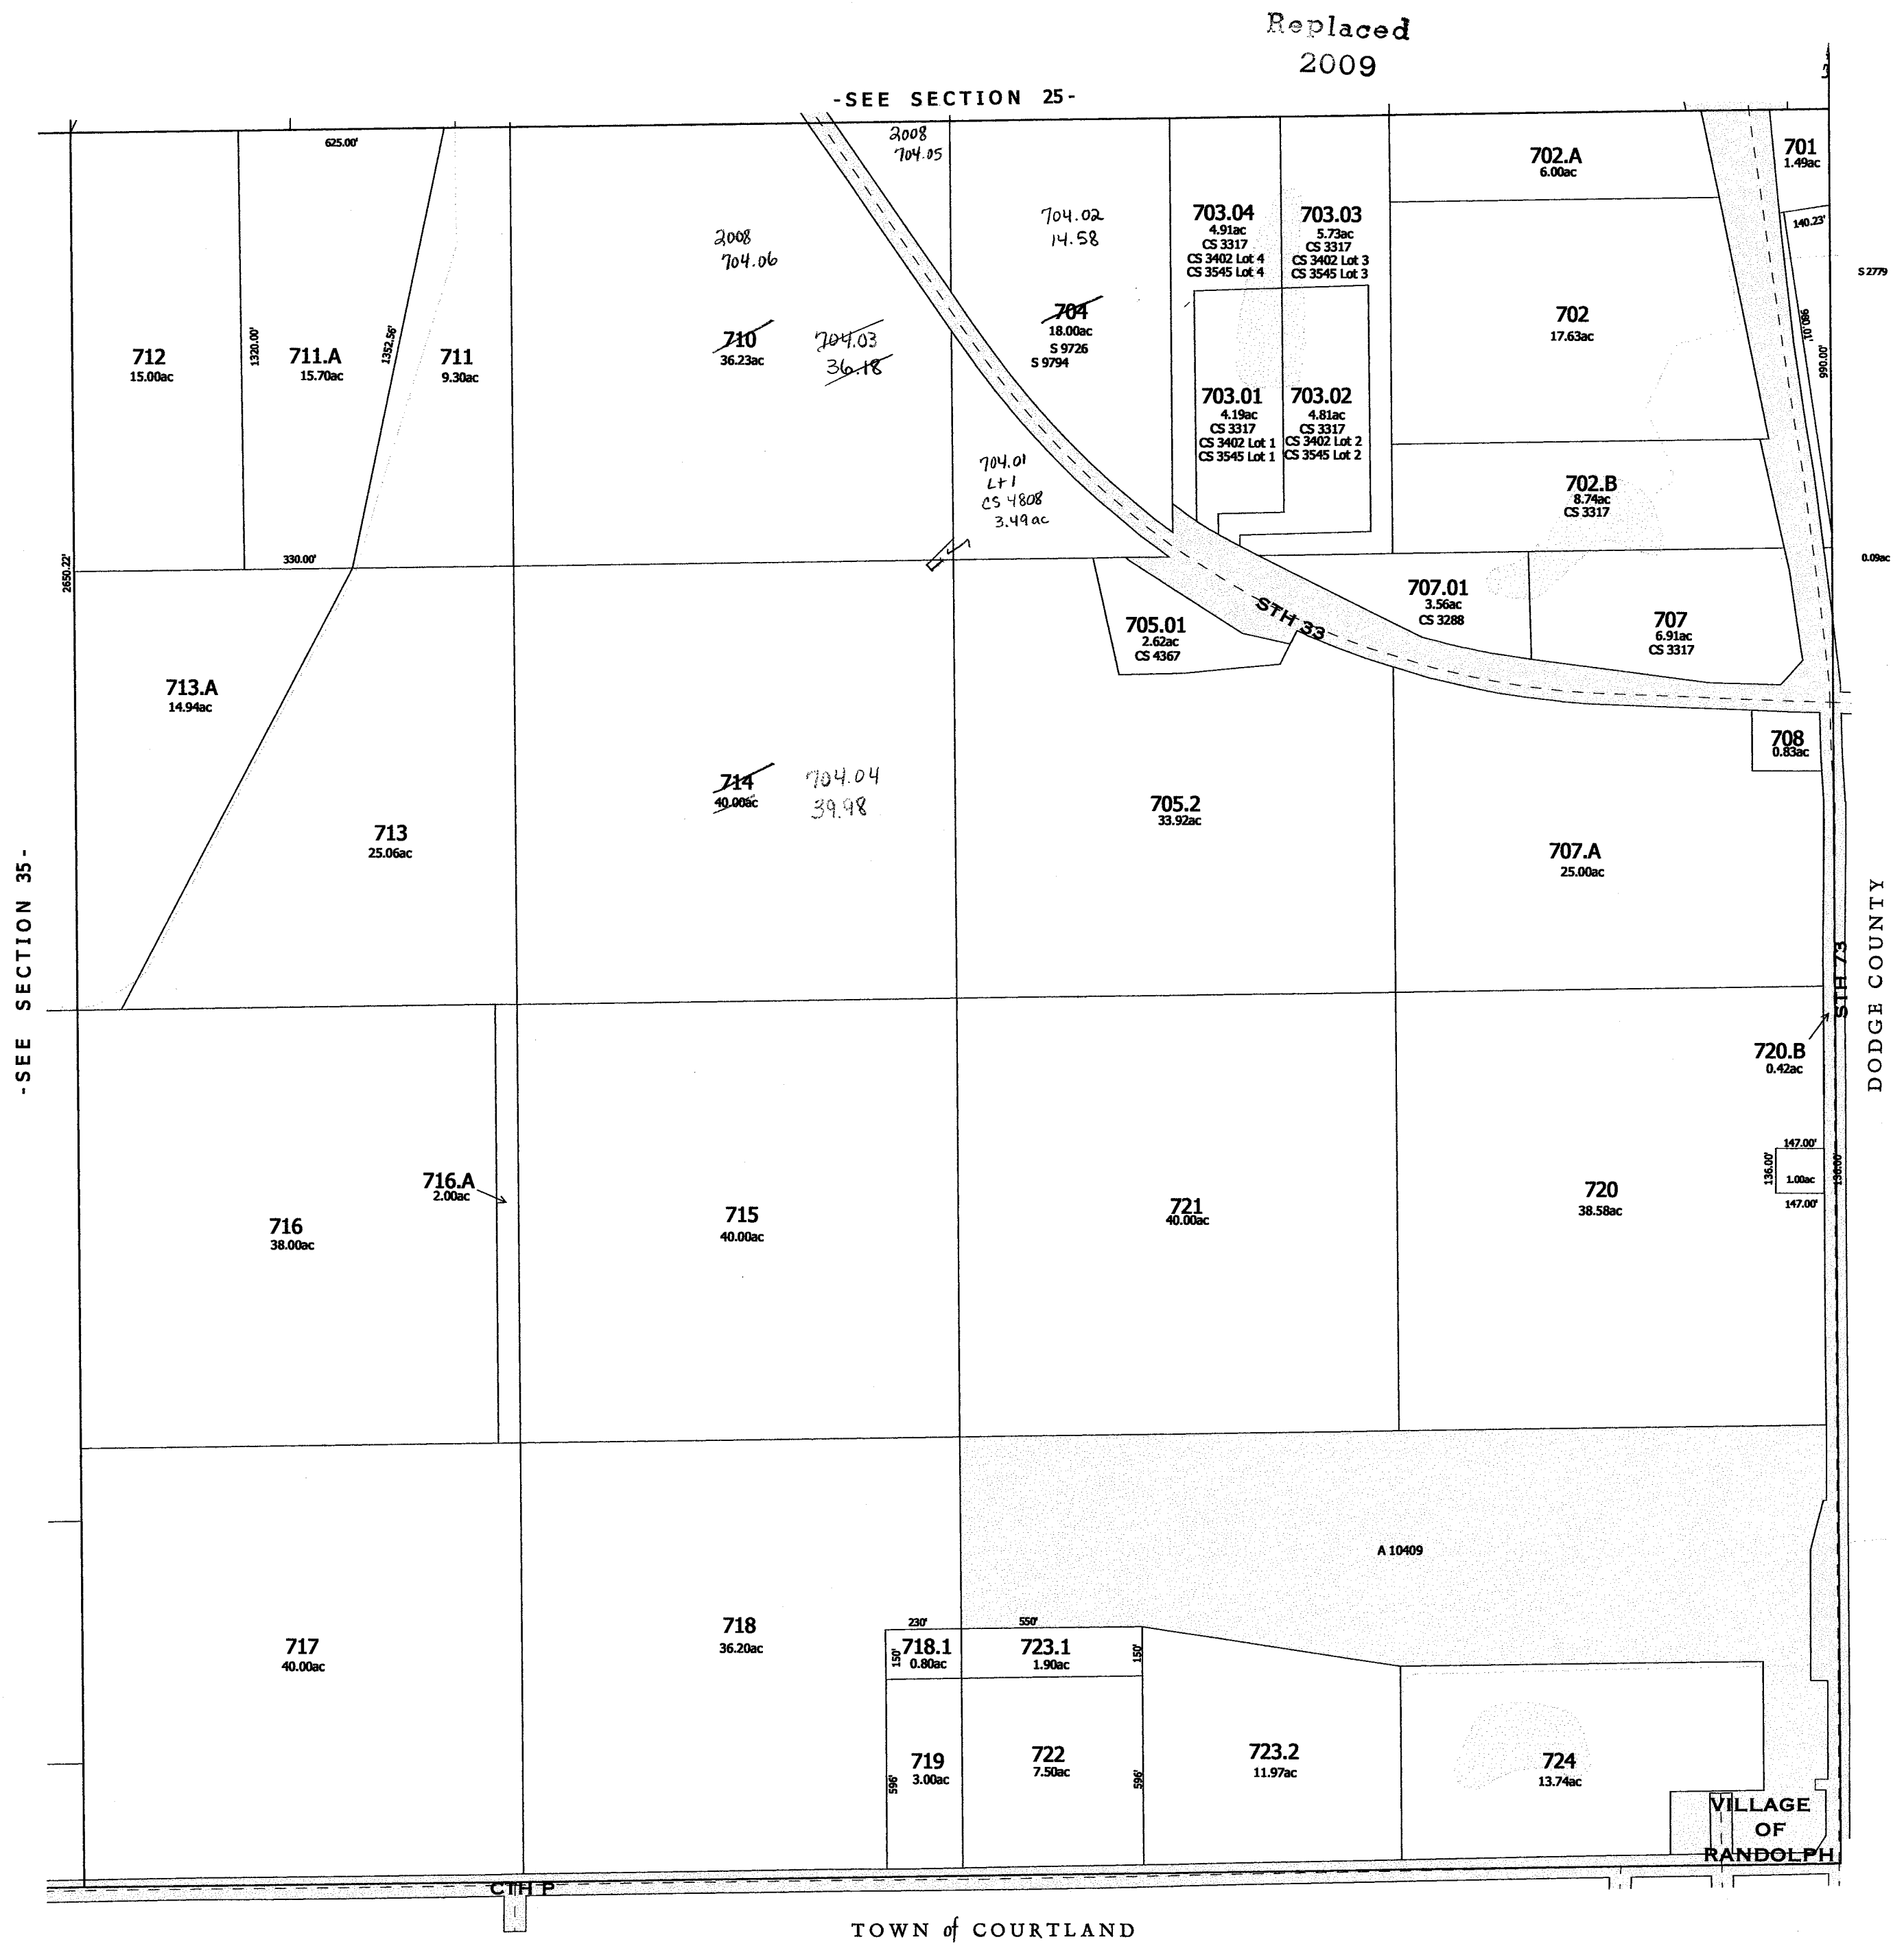 Replaced
2009
-SEE SECTION 25-
625.00'
2008
704.05
702.A
6.00ac
701
1.49ac
140.23'
S 2779
2008
704.06
704.02
14.58
703.04
4.91ac
CS 3317
CS 3402 Lot 4
CS 3545 Lot 4
703.03
5.73ac
CS 3317
CS 3402 Lot 3
CS 3545 Lot 3
712
15.00ac
1320.00'
711.A
15.70ac
1352.56'
711
9.30ac
710
36.23ac
704.03
36.18
704
18.00ac
S 9726
S 9794
702
17.63ac
980.01'
990.00'
703.01
4.19ac
CS 3317
CS 3402 Lot 1
CS 3545 Lot 1
703.02
4.81ac
CS 3317
CS 3402 Lot 2
CS 3545 Lot 2
704.01
Lt 1
CS 4808
3.49 ac
702.B
8.74ac
CS 3317
2650.22'
330.00'
0.09ac
STH 33
705.01
2.62ac
CS 4367
707.01
3.56ac
CS 3288
707
6.91ac
CS 3317
713.A
14.94ac
708
0.83ac
714
40.00ac
704.04
39.98
713
25.06ac
705.2
33.92ac
707.A
25.00ac
-SEE SECTION 35-
STH 73
DODGE COUNTY
720.B
0.42ac
716.A
2.00ac
716
38.00ac
715
40.00ac
721
40.00ac
720
38.58ac
147.00'
136.00'
1.00ac
136.00'
147.00'
A 10409
717
40.00ac
718
36.20ac
230'
550'
150'
718.1
0.80ac
723.1
1.90ac
150'
596'
719
3.00ac
722
7.50ac
596'
723.2
11.97ac
724
13.74ac
VILLAGE
OF
RANDOLPH
CTH P
TOWN of COURTLAND